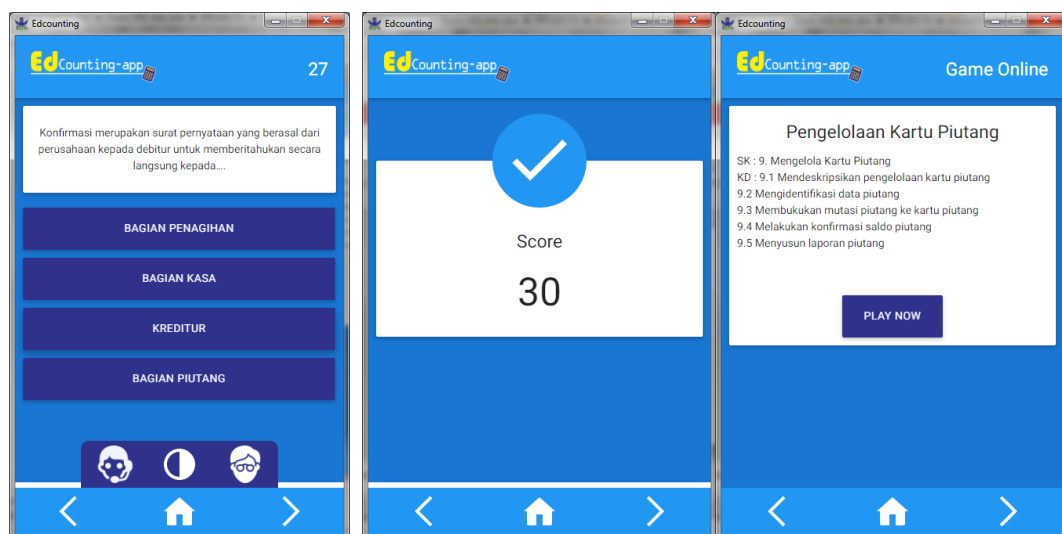 Edcounting
EdCounting-app
27
Konfirmasi merupakan surat pernyataan yang berasal dari
perusahaan kepada debitur untuk memberitahukan secara
langsung kepada....
BAGIAN PENAGIHAN
BAGIAN KASA
KREDITUR
BAGIAN PIUTANG
Edcounting
EdCounting-app
Score
30
Edcounting
EdCounting-app
Game Online
Pengelolaan Kartu Piutang
SK : 9. Mengelola Kartu Piutang
KD : 9.1 Mendeskripsikan pengelolaan kartu piutang
9.2 Mengidentifikasi data piutang
9.3 Membukukan mutasi piutang ke kartu piutang
9.4 Melakukan konfirmasi saldo piutang
9.5 Menyusun laporan piutang
PLAY NOW